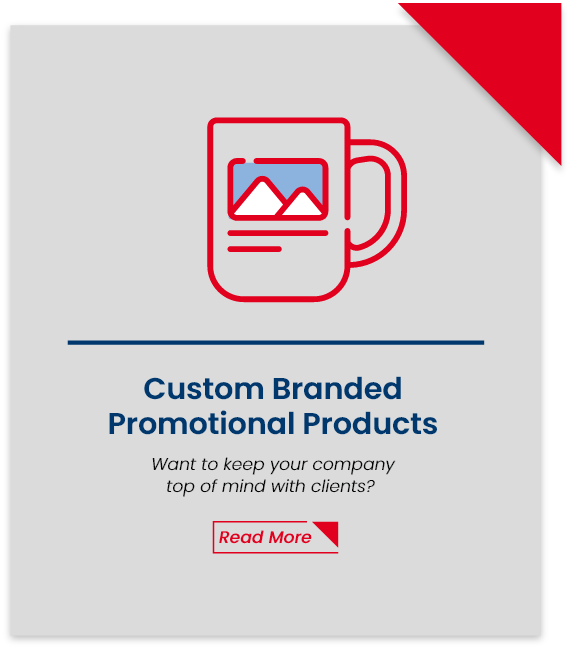 Custom Branded
Promotional Products
Want to keep your company
top of mind with clients?
Read More